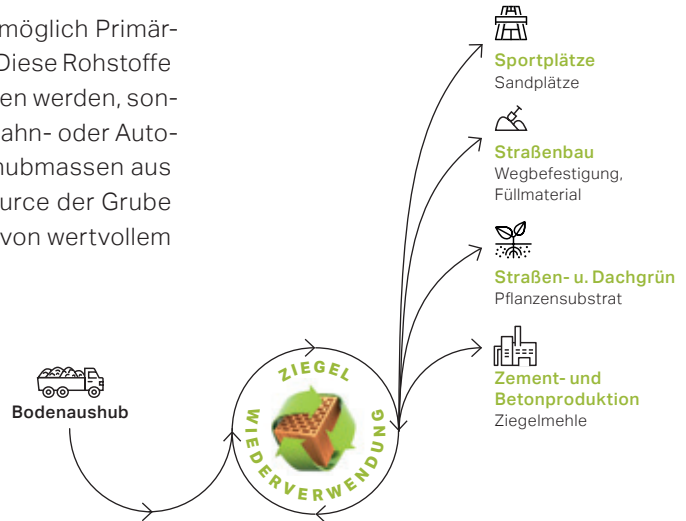 möglich Primär-
Diese Rohstoffe
en werden, son-
ahn- oder Auto-
hubmassen aus
urce der Grube
von wertvollem
Sportplätze
Sandplätze
Straßenbau
Wegbefestigung,
Füllmaterial
Straßen- u. Dachgrün
Pflanzensubstrat
Zement- und
Betonproduktion
Ziegelmehle
Bodenaushub
ZIEGEL
WIEDERVERWENDUNG